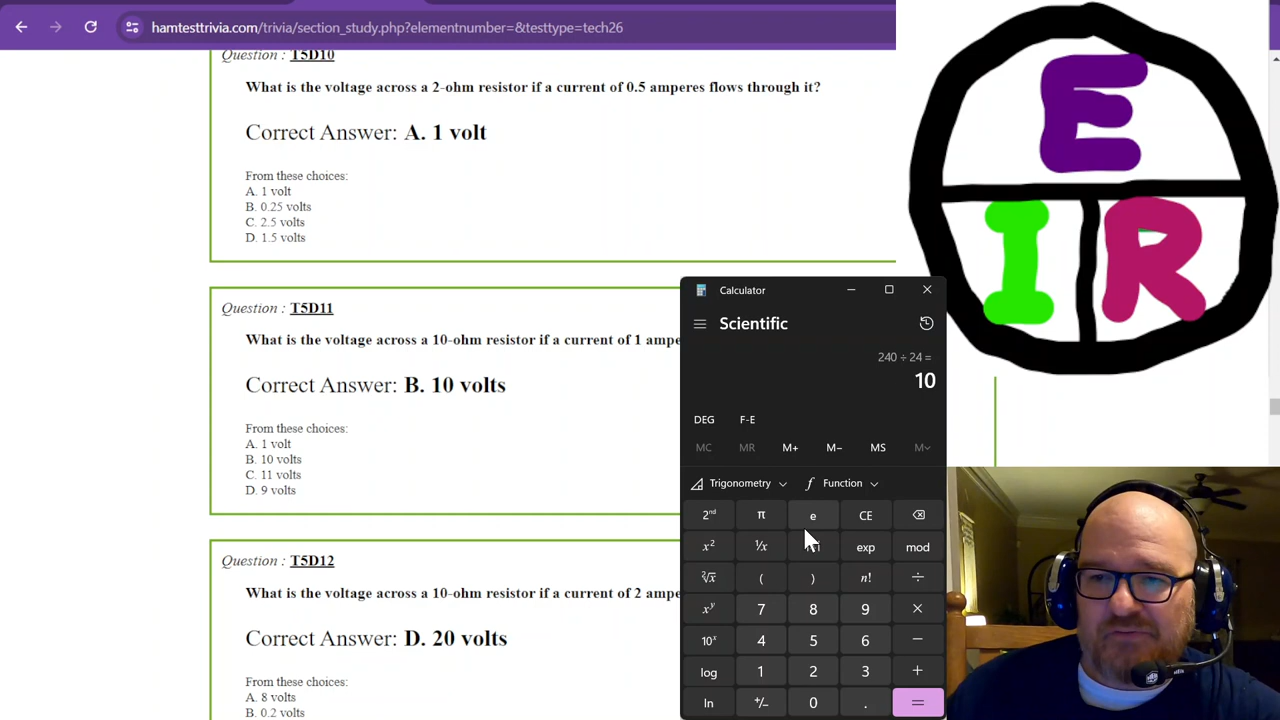 hamtesttrivia.com/trivia/section_study.php?elementnumber=&testtype=tech26
Question : T5D10
What is the voltage across a 2-ohm resistor if a current of 0.5 amperes flows through it?
Correct Answer: A. 1 volt
From these choices:
A. 1 volt
B. 0.25 volts
C. 2.5 volts
D. 1.5 volts
Question : T5D11
What is the voltage across a 10-ohm resistor if a current of 1 ampe
Correct Answer: B. 10 volts
From these choices:
A. 1 volt
B. 10 volts
C. 11 volts
D. 9 volts
Question : T5D12
What is the voltage across a 10-ohm resistor if a current of 2 ampe
Correct Answer: D. 20 volts
From these choices:
A. 8 volts
B. 0.2 volts
E
I R
Calculator
Scientific
240 ÷ 24 =
10
DEG F-E
MC MR M+ M− MS M
Trigonometry f Function
2nd π e CE
x² ¹/x exp mod
²√x ( ) n! ÷
xʸ 7 8 9 ×
10ˣ 4 5 6 −
log 1 2 3 +
ln +/− 0 . =